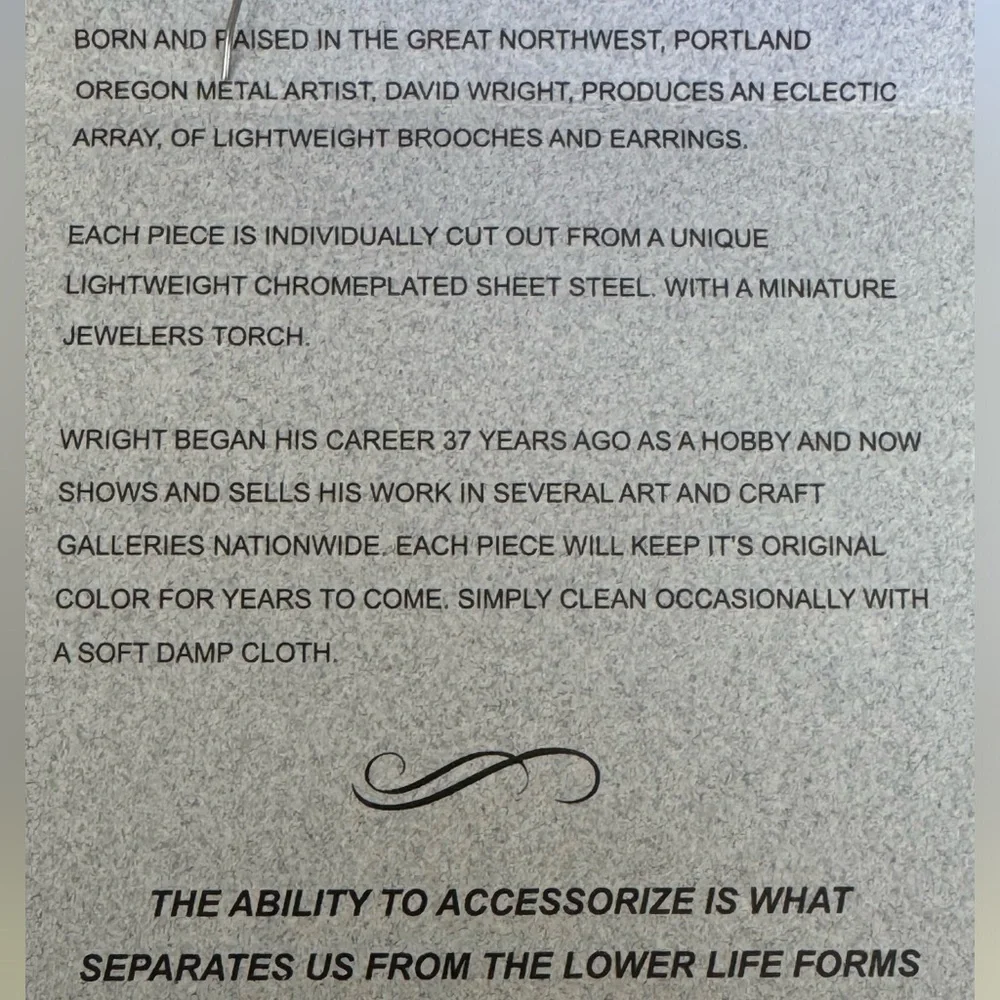 BORN AND RAISED IN THE GREAT NORTHWEST, PORTLAND
OREGON METAL ARTIST, DAVID WRIGHT, PRODUCES AN ECLECTIC
ARRAY, OF LIGHTWEIGHT BROOCHES AND EARRINGS.
EACH PIECE IS INDIVIDUALLY CUT OUT FROM A UNIQUE
LIGHTWEIGHT CHROMEPLATED SHEET STEEL. WITH A MINIATURE
JEWELERS TORCH.
WRIGHT BEGAN HIS CAREER 37 YEARS AGO AS A HOBBY AND NOW
SHOWS AND SELLS HIS WORK IN SEVERAL ART AND CRAFT
GALLERIES NATIONWIDE. EACH PIECE WILL KEEP IT'S ORIGINAL
COLOR FOR YEARS TO COME. SIMPLY CLEAN OCCASIONALLY WITH
A SOFT DAMP CLOTH.
THE ABILITY TO ACCESSORIZE IS WHAT
SEPARATES US FROM THE LOWER LIFE FORMS